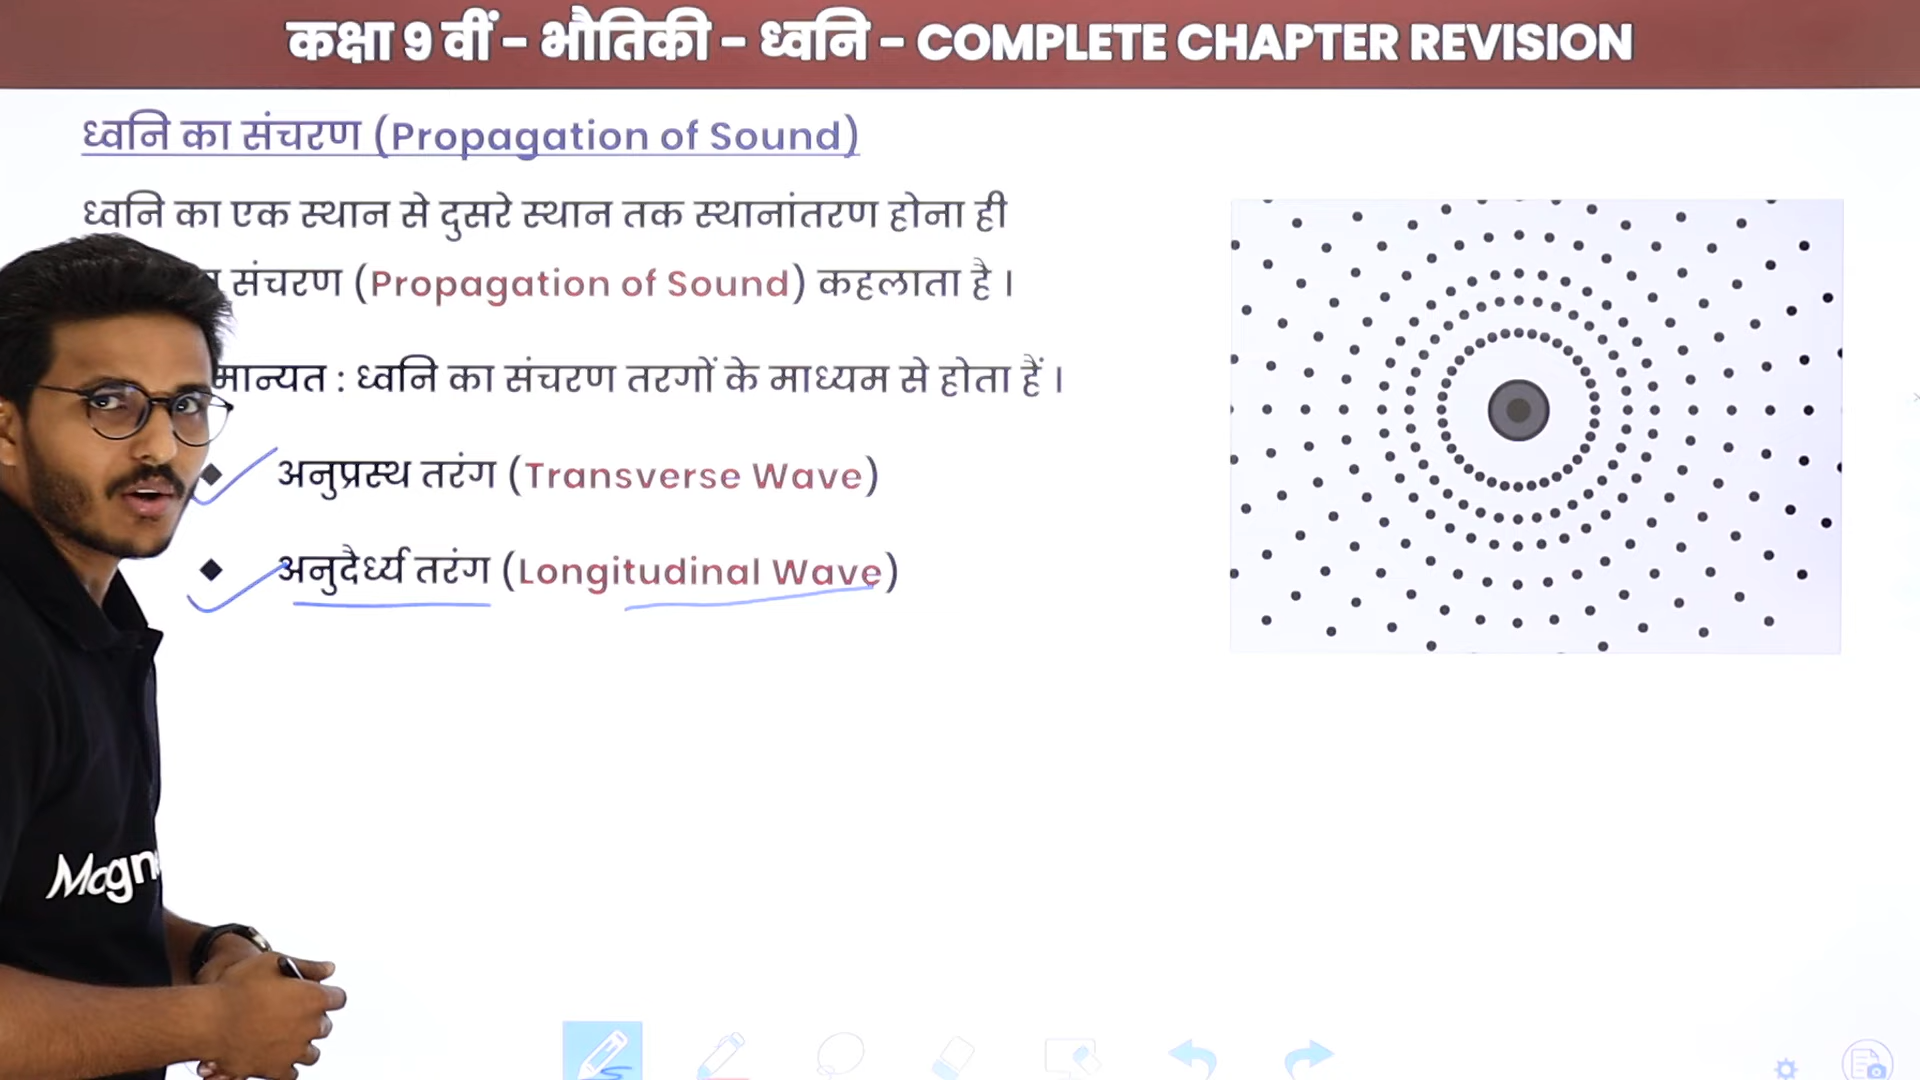 कक्षा 9 वीं - भौतिकी - ध्वनि - COMPLETE CHAPTER REVISION
ध्वनि का संचरण (Propagation of Sound)
ध्वनि का एक स्थान से दुसरे स्थान तक स्थानांतरण होना ही
संचरण (Propagation of Sound) कहलाता है ।
मान्यत : ध्वनि का संचरण तरगों के माध्यम से होता हैं ।
अनुप्रस्थ तरंग (Transverse Wave)
अनुदैर्ध्य तरंग (Longitudinal Wave)
Magn